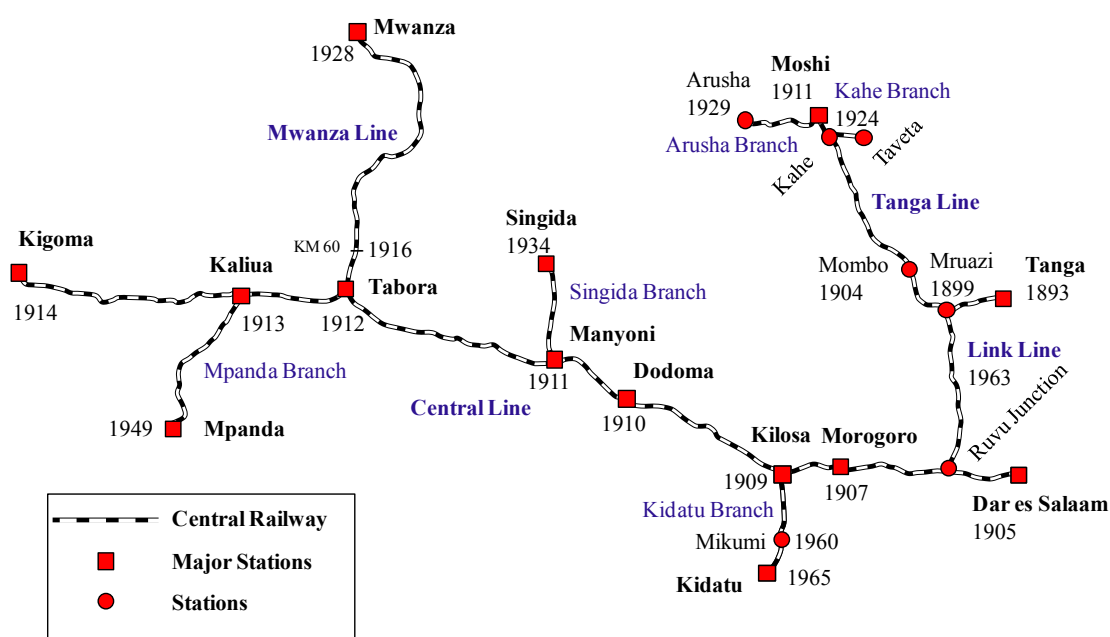 Mwanza
1928
Mwanza Line
Moshi
1911
Arusha
1929
Kahe Branch
1924
Arusha Branch
Kahe
Taveta
Tanga Line
Kigoma
1914
Kaliua
1913
KM 60
1916
Tabora
1912
Singida
1934
Singida Branch
Mombo
1904
Mruazi
1899
Tanga
1893
Mpanda Branch
Manyoni
1911
Link Line
1963
Dodoma
1910
Central Line
1949
Mpanda
Ruvu Junction
Kilosa
1909
Morogoro
1907
Dar es Salaam
1905
Kidatu Branch
Mikumi
1960
Kidatu
1965
Central Railway
Major Stations
Stations